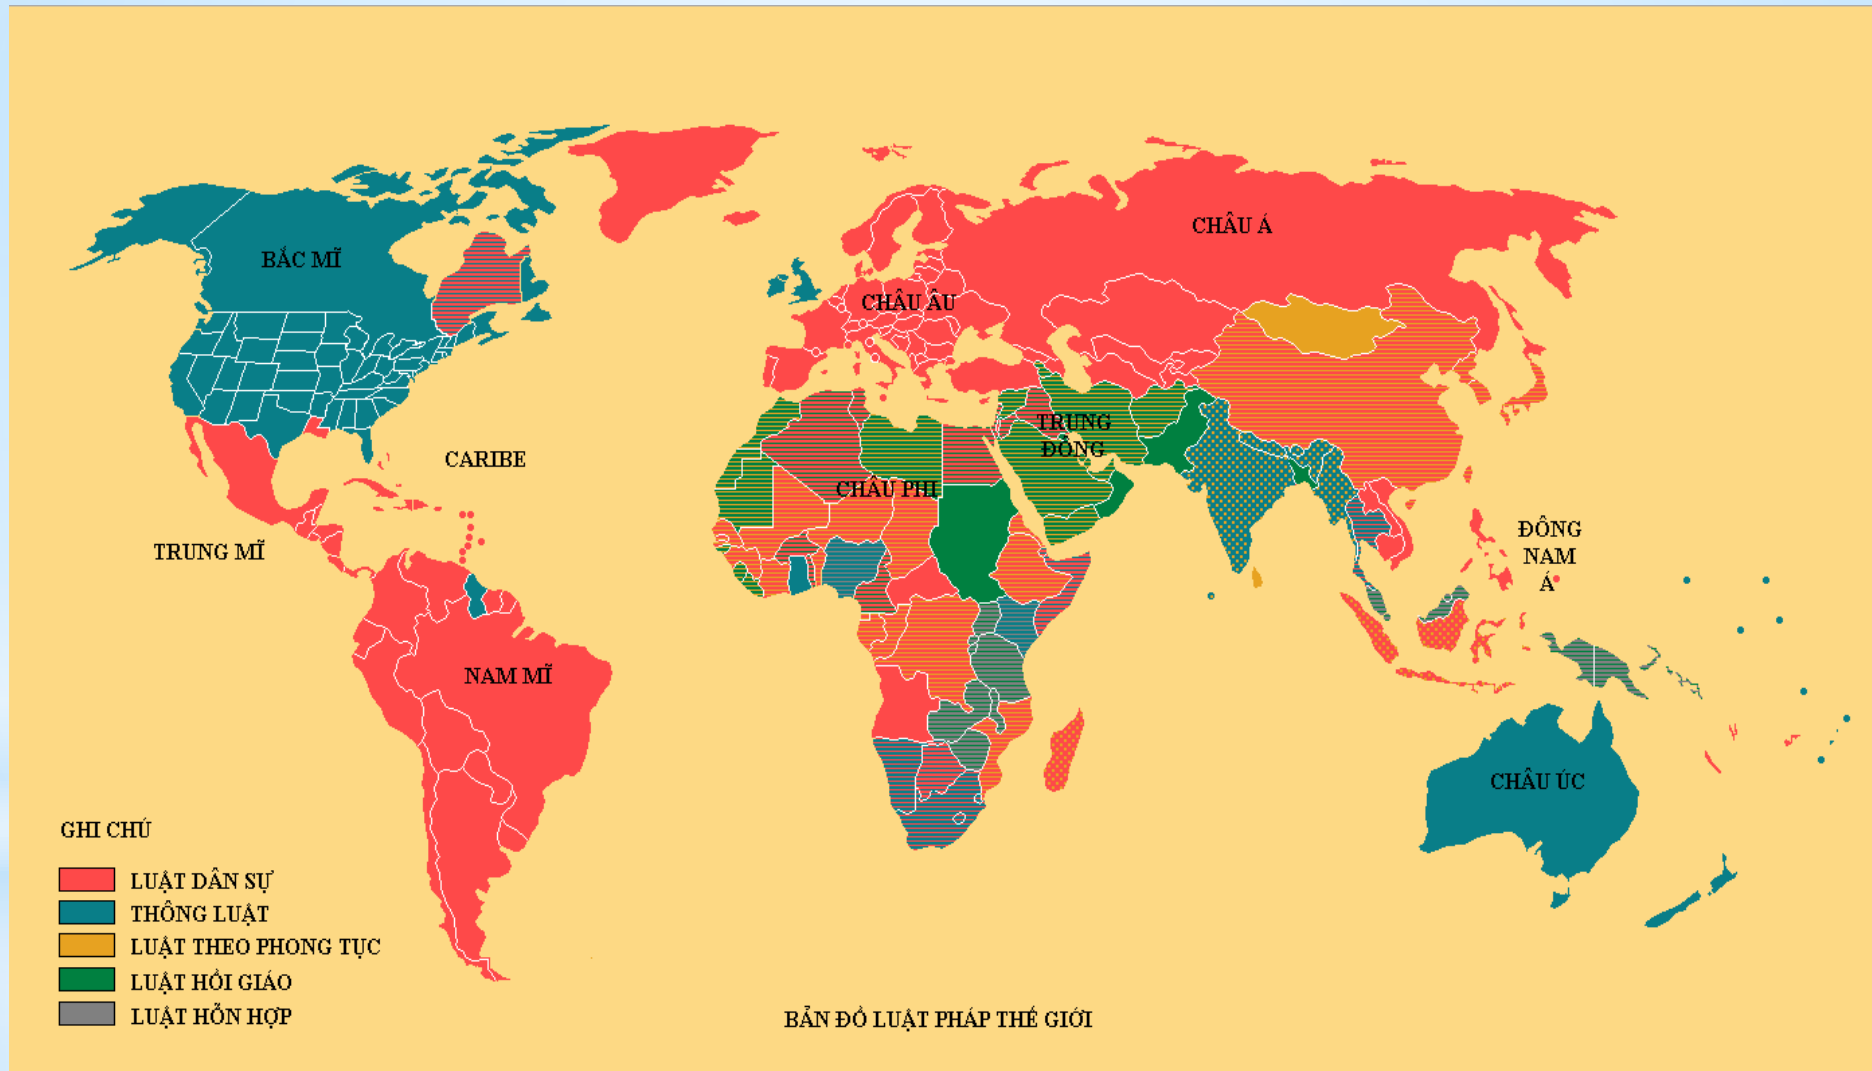 CHÂU Á
BẮC MĨ
CHÂU ÂU
TRUNG
ĐÔNG
CARIBE
CHÂU PHI
ĐÔNG
NAM
Á
TRUNG MĨ
NAM MĨ
CHÂU ÚC
GHI CHÚ
LUẬT DÂN SỰ
THÔNG LUẬT
LUẬT THEO PHONG TỤC
LUẬT HỒI GIÁO
LUẬT HỖN HỢP
BẢN ĐỒ LUẬT PHÁP THẾ GIỚI